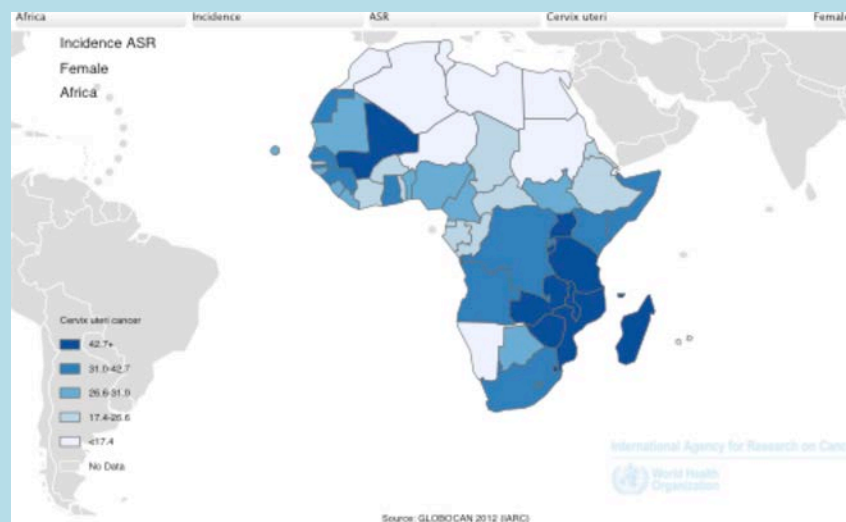 Africa
Incidence
ASR
Cervix uteri
Female
Incidence ASR
Female
Africa
Cervix uteri cancer
42.7+
31.0-42.7
26.6-31.0
17.4-26.6
<17.4
No Data
International Agency for Research on Canc
World Health
Organization
Source: GLOBOCAN 2012 (IARC)